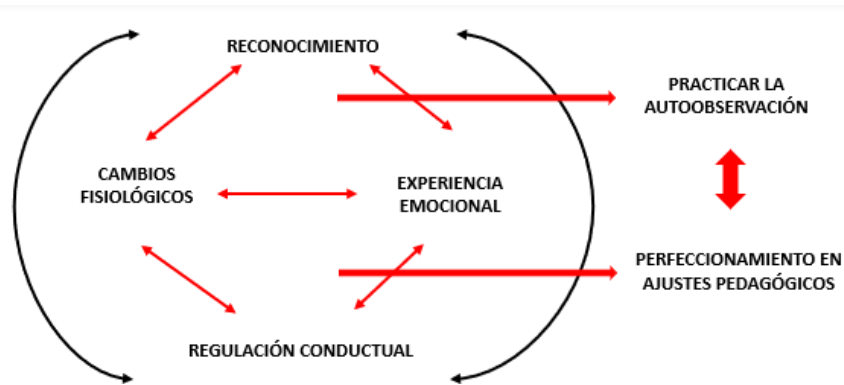 RECONOCIMIENTO
PRACTICAR LA
AUTOOBSERVACIÓN
CAMBIOS
FISIOLÓGICOS
EXPERIENCIA
EMOCIONAL
PERFECCIONAMIENTO EN
AJUSTES PEDAGÓGICOS
REGULACIÓN CONDUCTUAL